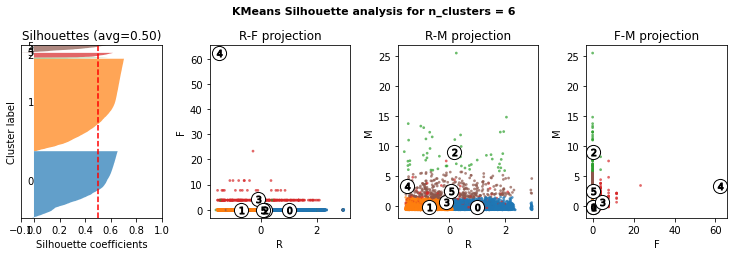 KMeans Silhouette analysis for n_clusters = 6
Silhouettes (avg=0.50)
Cluster label
5
2
1
0
-0.1 0.0 0.2 0.4 0.6 0.8 1.0
Silhouette coefficients
R-F projection
F
60
50
40
30
20
10
0
4
3
1
5
2
0
0 2
R
R-M projection
M
25
20
15
10
5
0
2
4
5
3
1
0
0 2
R
F-M projection
M
25
20
15
10
5
0
2
4
5
3
0 20 40 60
F